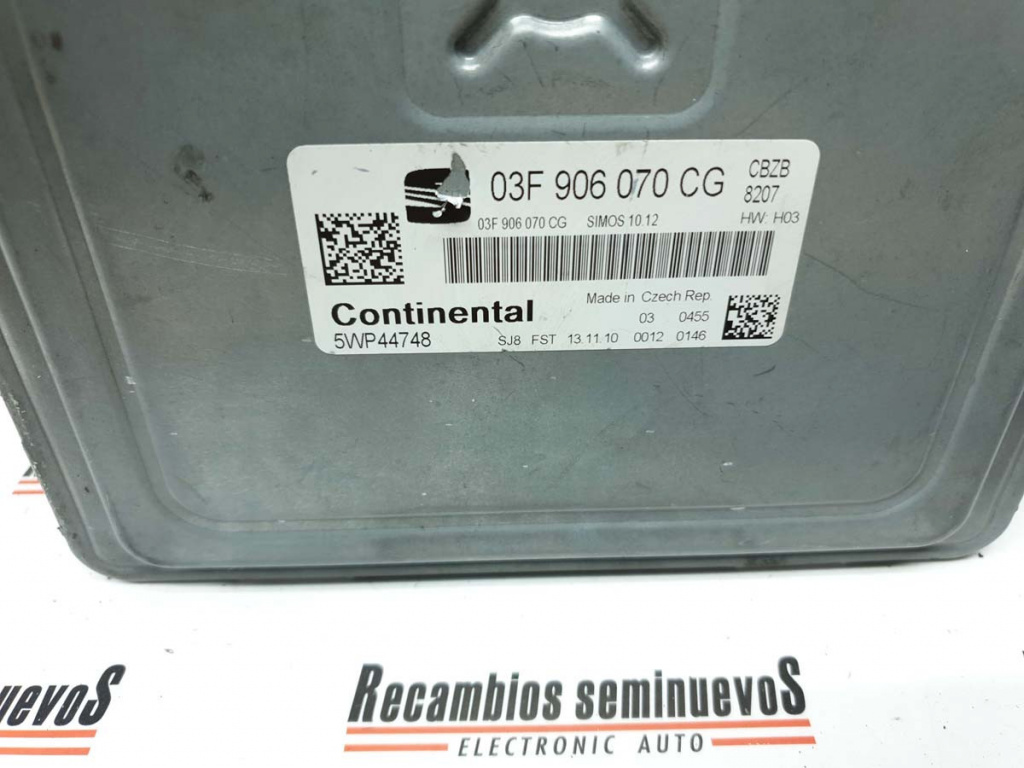 03F 906 070 CG
CBZB
8207
03F 906 070 CG SIMOS 10.12
HW: H03
Continental
Made in Czech Rep.
03 0455
5WP44748
SJ8 FST 13.11.10 0012 0146
nuevoS
Recambios seminuevoS
ELECTRONIC AUTO